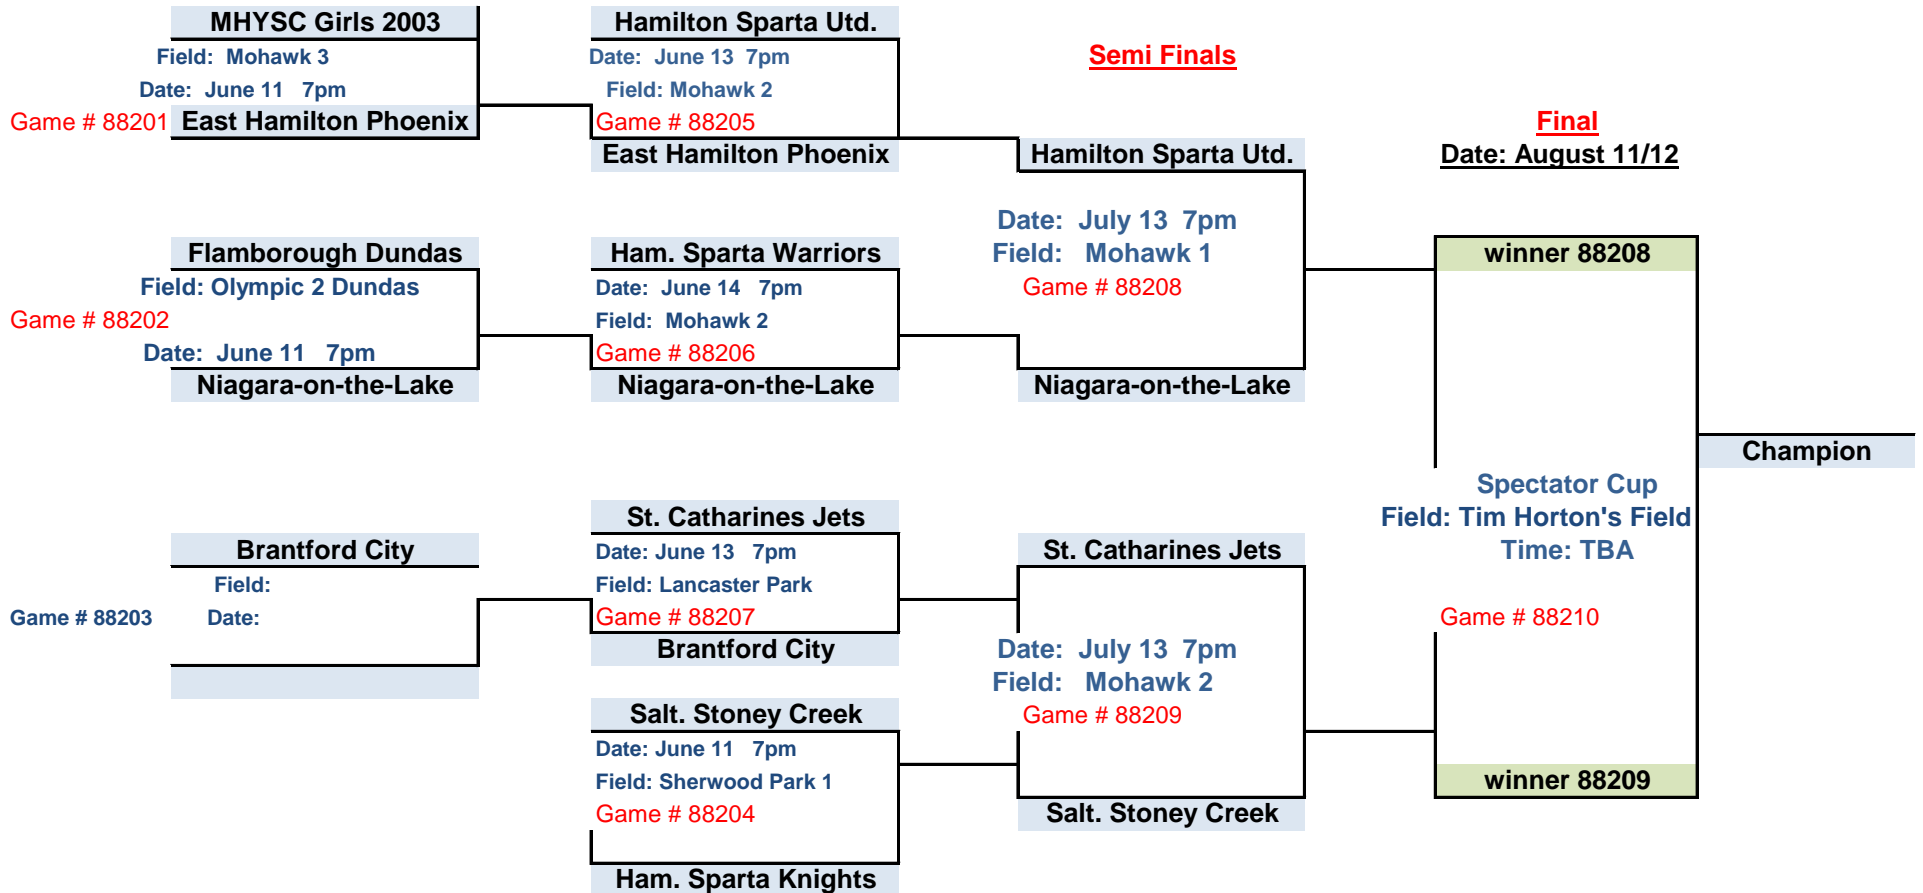 MHYSC Girls 2003
Field:  Mohawk 3
Date:  June 11   7pm
Game # 88201 East Hamilton Phoenix
Flamborough Dundas
Field: Olympic 2 Dundas
Game # 88202
Date:  June 11   7pm
Niagara-on-the-Lake
Brantford City
Field:
Game # 88203 Date:
Hamilton Sparta Utd.
Date:  June 13  7pm
Field: Mohawk 2
Game # 88205
East Hamilton Phoenix
Ham. Sparta Warriors
Date:  June 14   7pm
Field:  Mohawk 2
Game # 88206
Niagara-on-the-Lake
St. Catharines Jets
Date: June 13   7pm
Field: Lancaster Park
Game # 88207
Brantford City
Salt. Stoney Creek
Date: June 11   7pm
Field: Sherwood Park 1
Game # 88204
Ham. Sparta Knights
Semi Finals
Hamilton Sparta Utd.
Date:  July 13  7pm
Field:   Mohawk 1
Game # 88208
Niagara-on-the-Lake
St. Catharines Jets
Date:  July 13  7pm
Field:   Mohawk 2
Game # 88209
Salt. Stoney Creek
Final
Date: August 11/12
winner 88208
Spectator Cup
Field: Tim Horton's Field
Time: TBA
Game # 88210
winner 88209
Champion